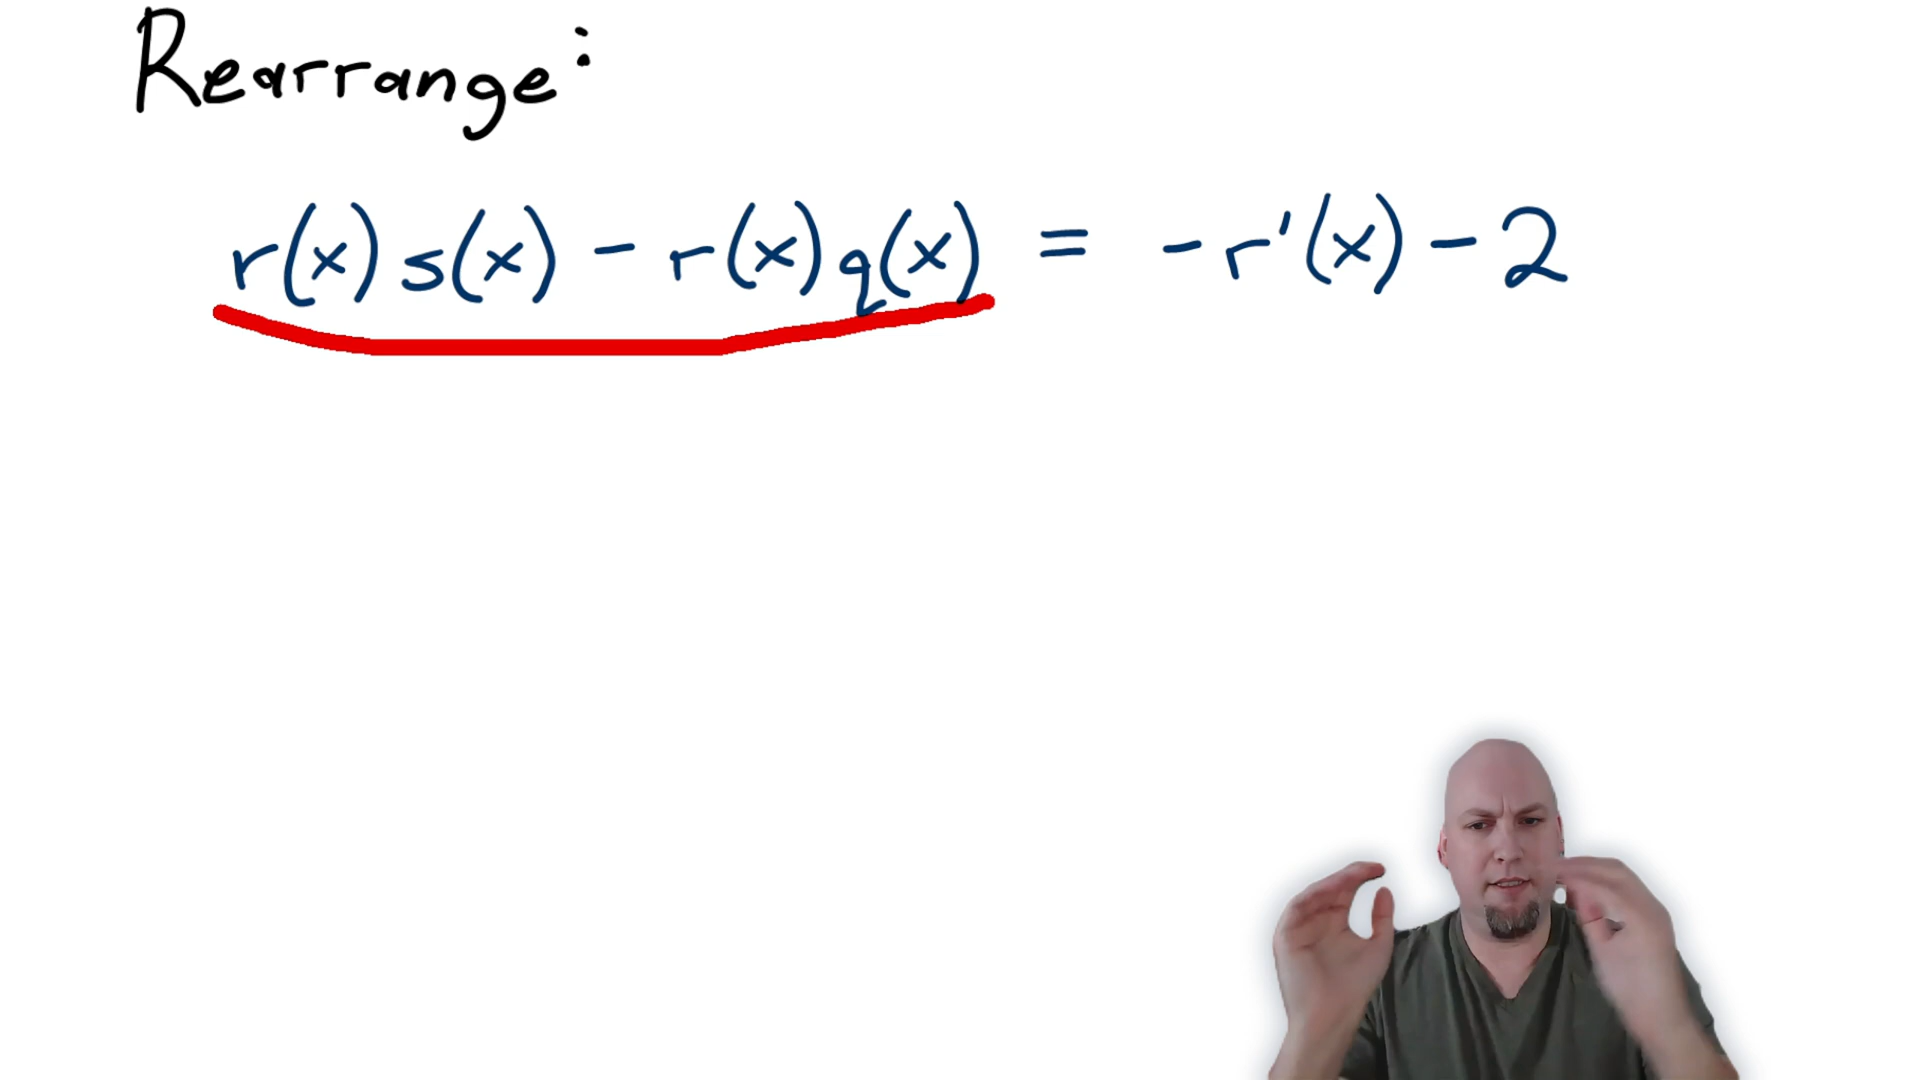 Rearrange:
r(x)s(x) - r(x)q(x) = -r'(x) - 2